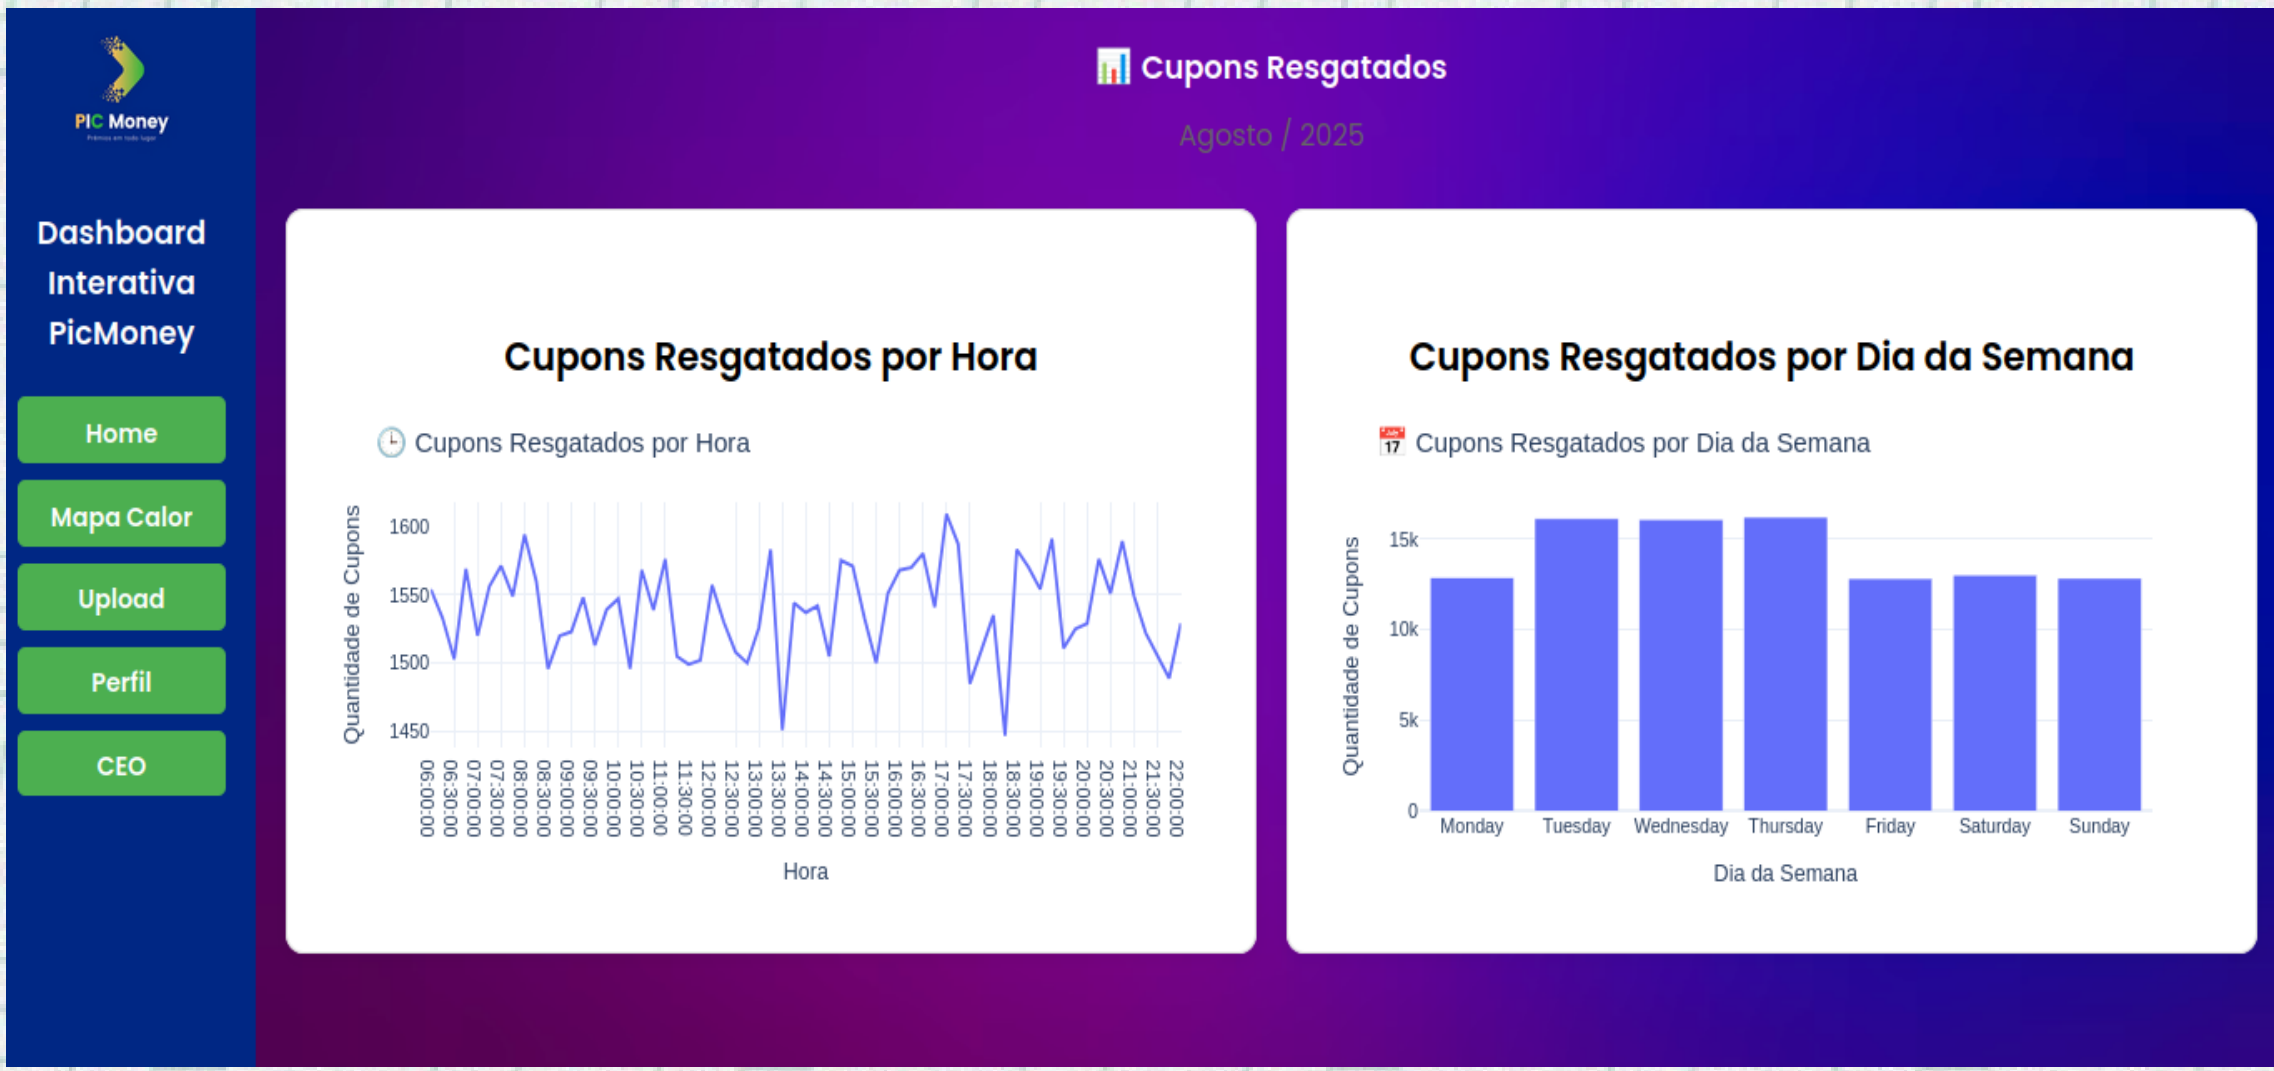 PIC Money
Prêmios em todo lugar
Dashboard
Interativa
PicMoney
Home
Mapa Calor
Upload
Perfil
CEO
Cupons Resgatados
Agosto / 2025
Cupons Resgatados por Hora
Cupons Resgatados por Hora
Quantidade de Cupons
1600
1550
1500
1450
06:00:00
06:30:00
07:00:00
07:30:00
08:00:00
08:30:00
09:00:00
09:30:00
10:00:00
10:30:00
11:00:00
11:30:00
12:00:00
12:30:00
13:00:00
13:30:00
14:00:00
14:30:00
15:00:00
15:30:00
16:00:00
16:30:00
17:00:00
17:30:00
18:00:00
18:30:00
19:00:00
19:30:00
20:00:00
20:30:00
21:00:00
21:30:00
22:00:00
Hora
Cupons Resgatados por Dia da Semana
17 Cupons Resgatados por Dia da Semana
Quantidade de Cupons
15k
10k
5k
0
Monday Tuesday Wednesday Thursday Friday Saturday Sunday
Dia da Semana